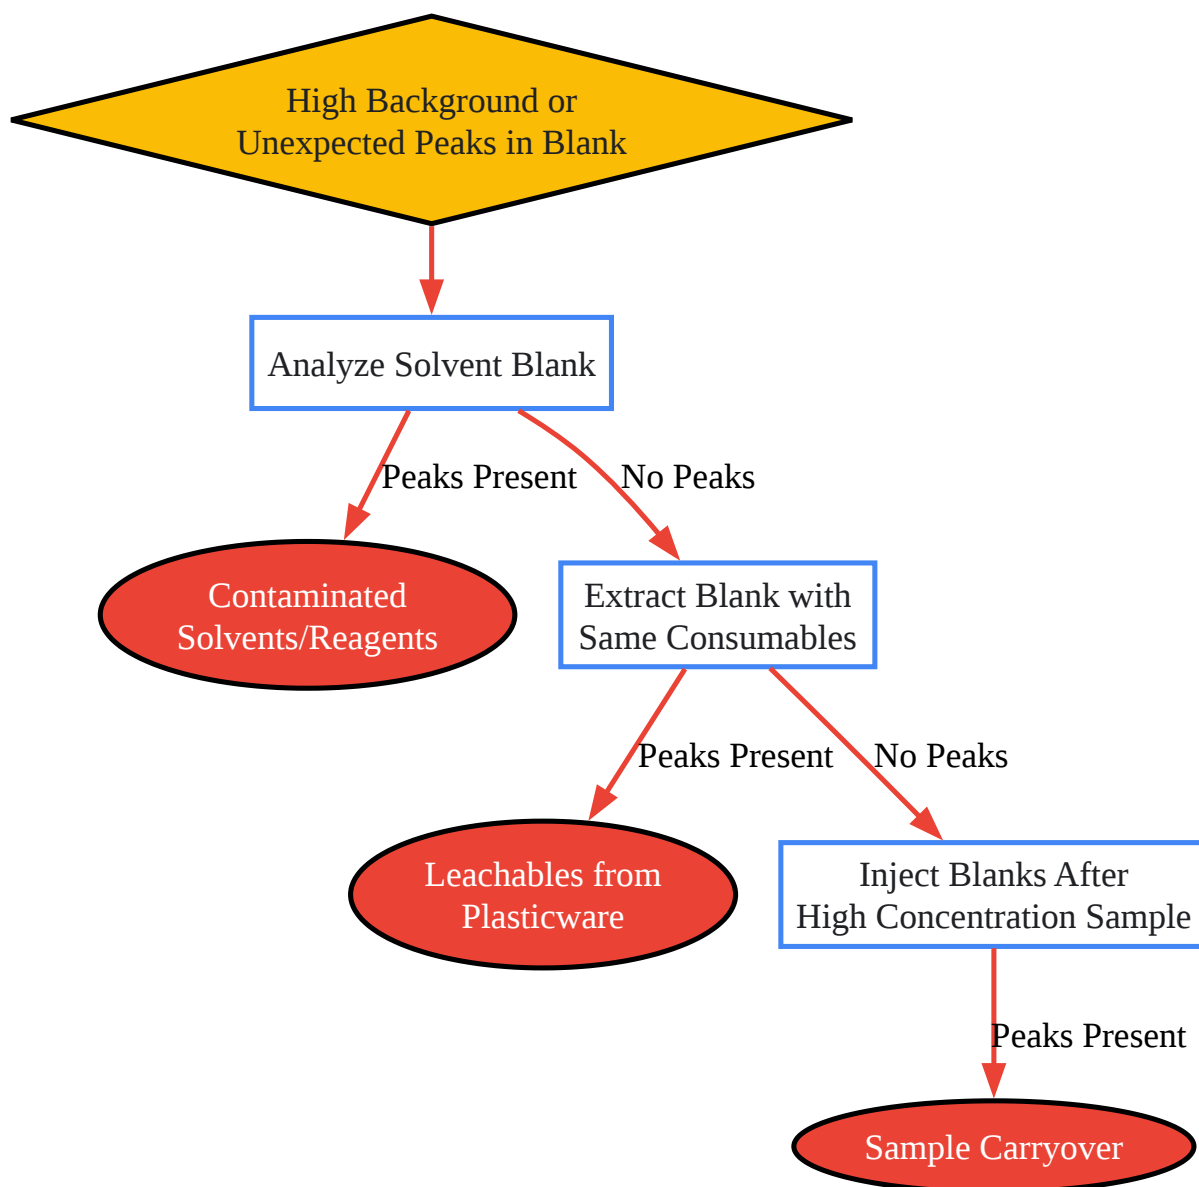 High Background or
Unexpected Peaks in Blank
Analyze Solvent Blank
Peaks Present
No Peaks
Contaminated
Solvents/Reagents
Extract Blank with
Same Consumables
Peaks Present
No Peaks
Leachables from
Plasticware
Inject Blanks After
High Concentration Sample
Peaks Present
Sample Carryover